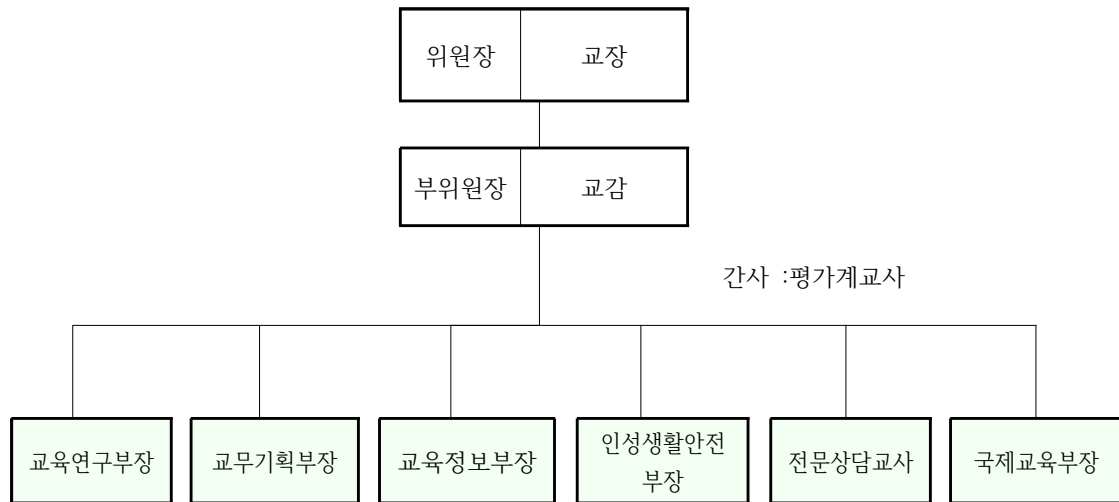 위원장 교장
부위원장 교감
간사 :평가계교사
교육연구부장 교무기획부장 교육정보부장 인성생활안전 전문상담교사 국제교육부장
부장